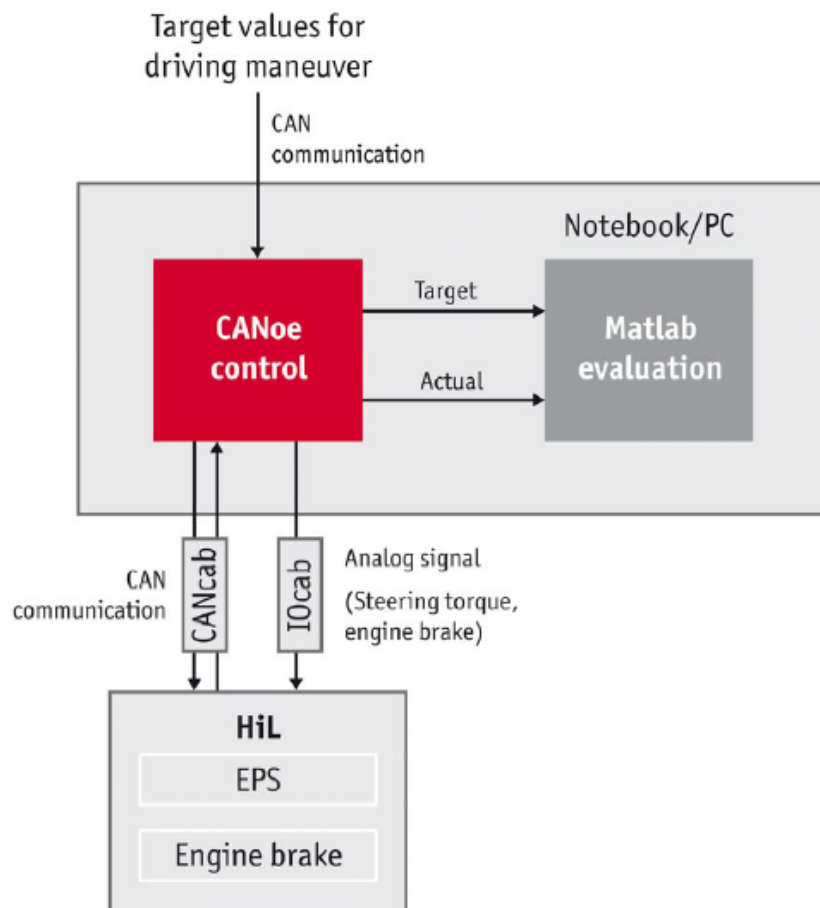 Target values for
driving maneuver
CAN
communication
Notebook/PC
CANoe
control
Target
Actual
Matlab
evaluation
CAN
communication
CANcab
IOcab
Analog signal
(Steering torque,
engine brake)
HiL
EPS
Engine brake